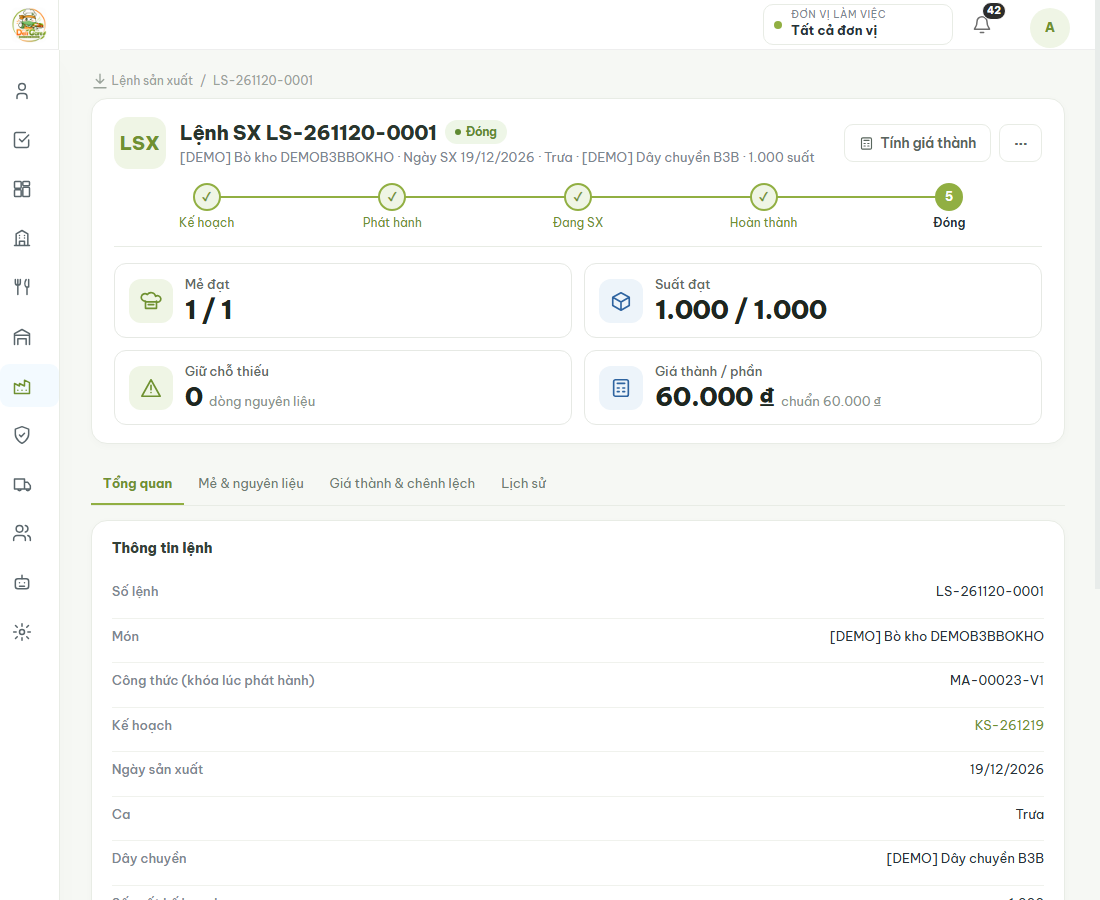 ĐƠN VỊ LÀM VIỆC
Tất cả đơn vị
42
A
Lệnh sản xuất / LS-261120-0001
LSX
Lệnh SX LS-261120-0001
Đóng
[DEMO] Bò kho DEMOB3BBOKHO · Ngày SX 19/12/2026 · Trưa · [DEMO] Dây chuyền B3B · 1.000 suất
Tính giá thành
...
Kế hoạch
Phát hành
Đang SX
Hoàn thành
5
Đóng
Mẻ đạt
1 / 1
Suất đạt
1.000 / 1.000
Giữ chỗ thiếu
0 dòng nguyên liệu
Giá thành / phần
60.000 ₫ chuẩn 60.000 ₫
Tổng quan
Mẻ & nguyên liệu
Giá thành & chênh lệch
Lịch sử
Thông tin lệnh
Số lệnh
LS-261120-0001
Món
[DEMO] Bò kho DEMOB3BBOKHO
Công thức (khóa lúc phát hành)
MA-00023-V1
Kế hoạch
KS-261219
Ngày sản xuất
19/12/2026
Ca
Trưa
Dây chuyền
[DEMO] Dây chuyền B3B